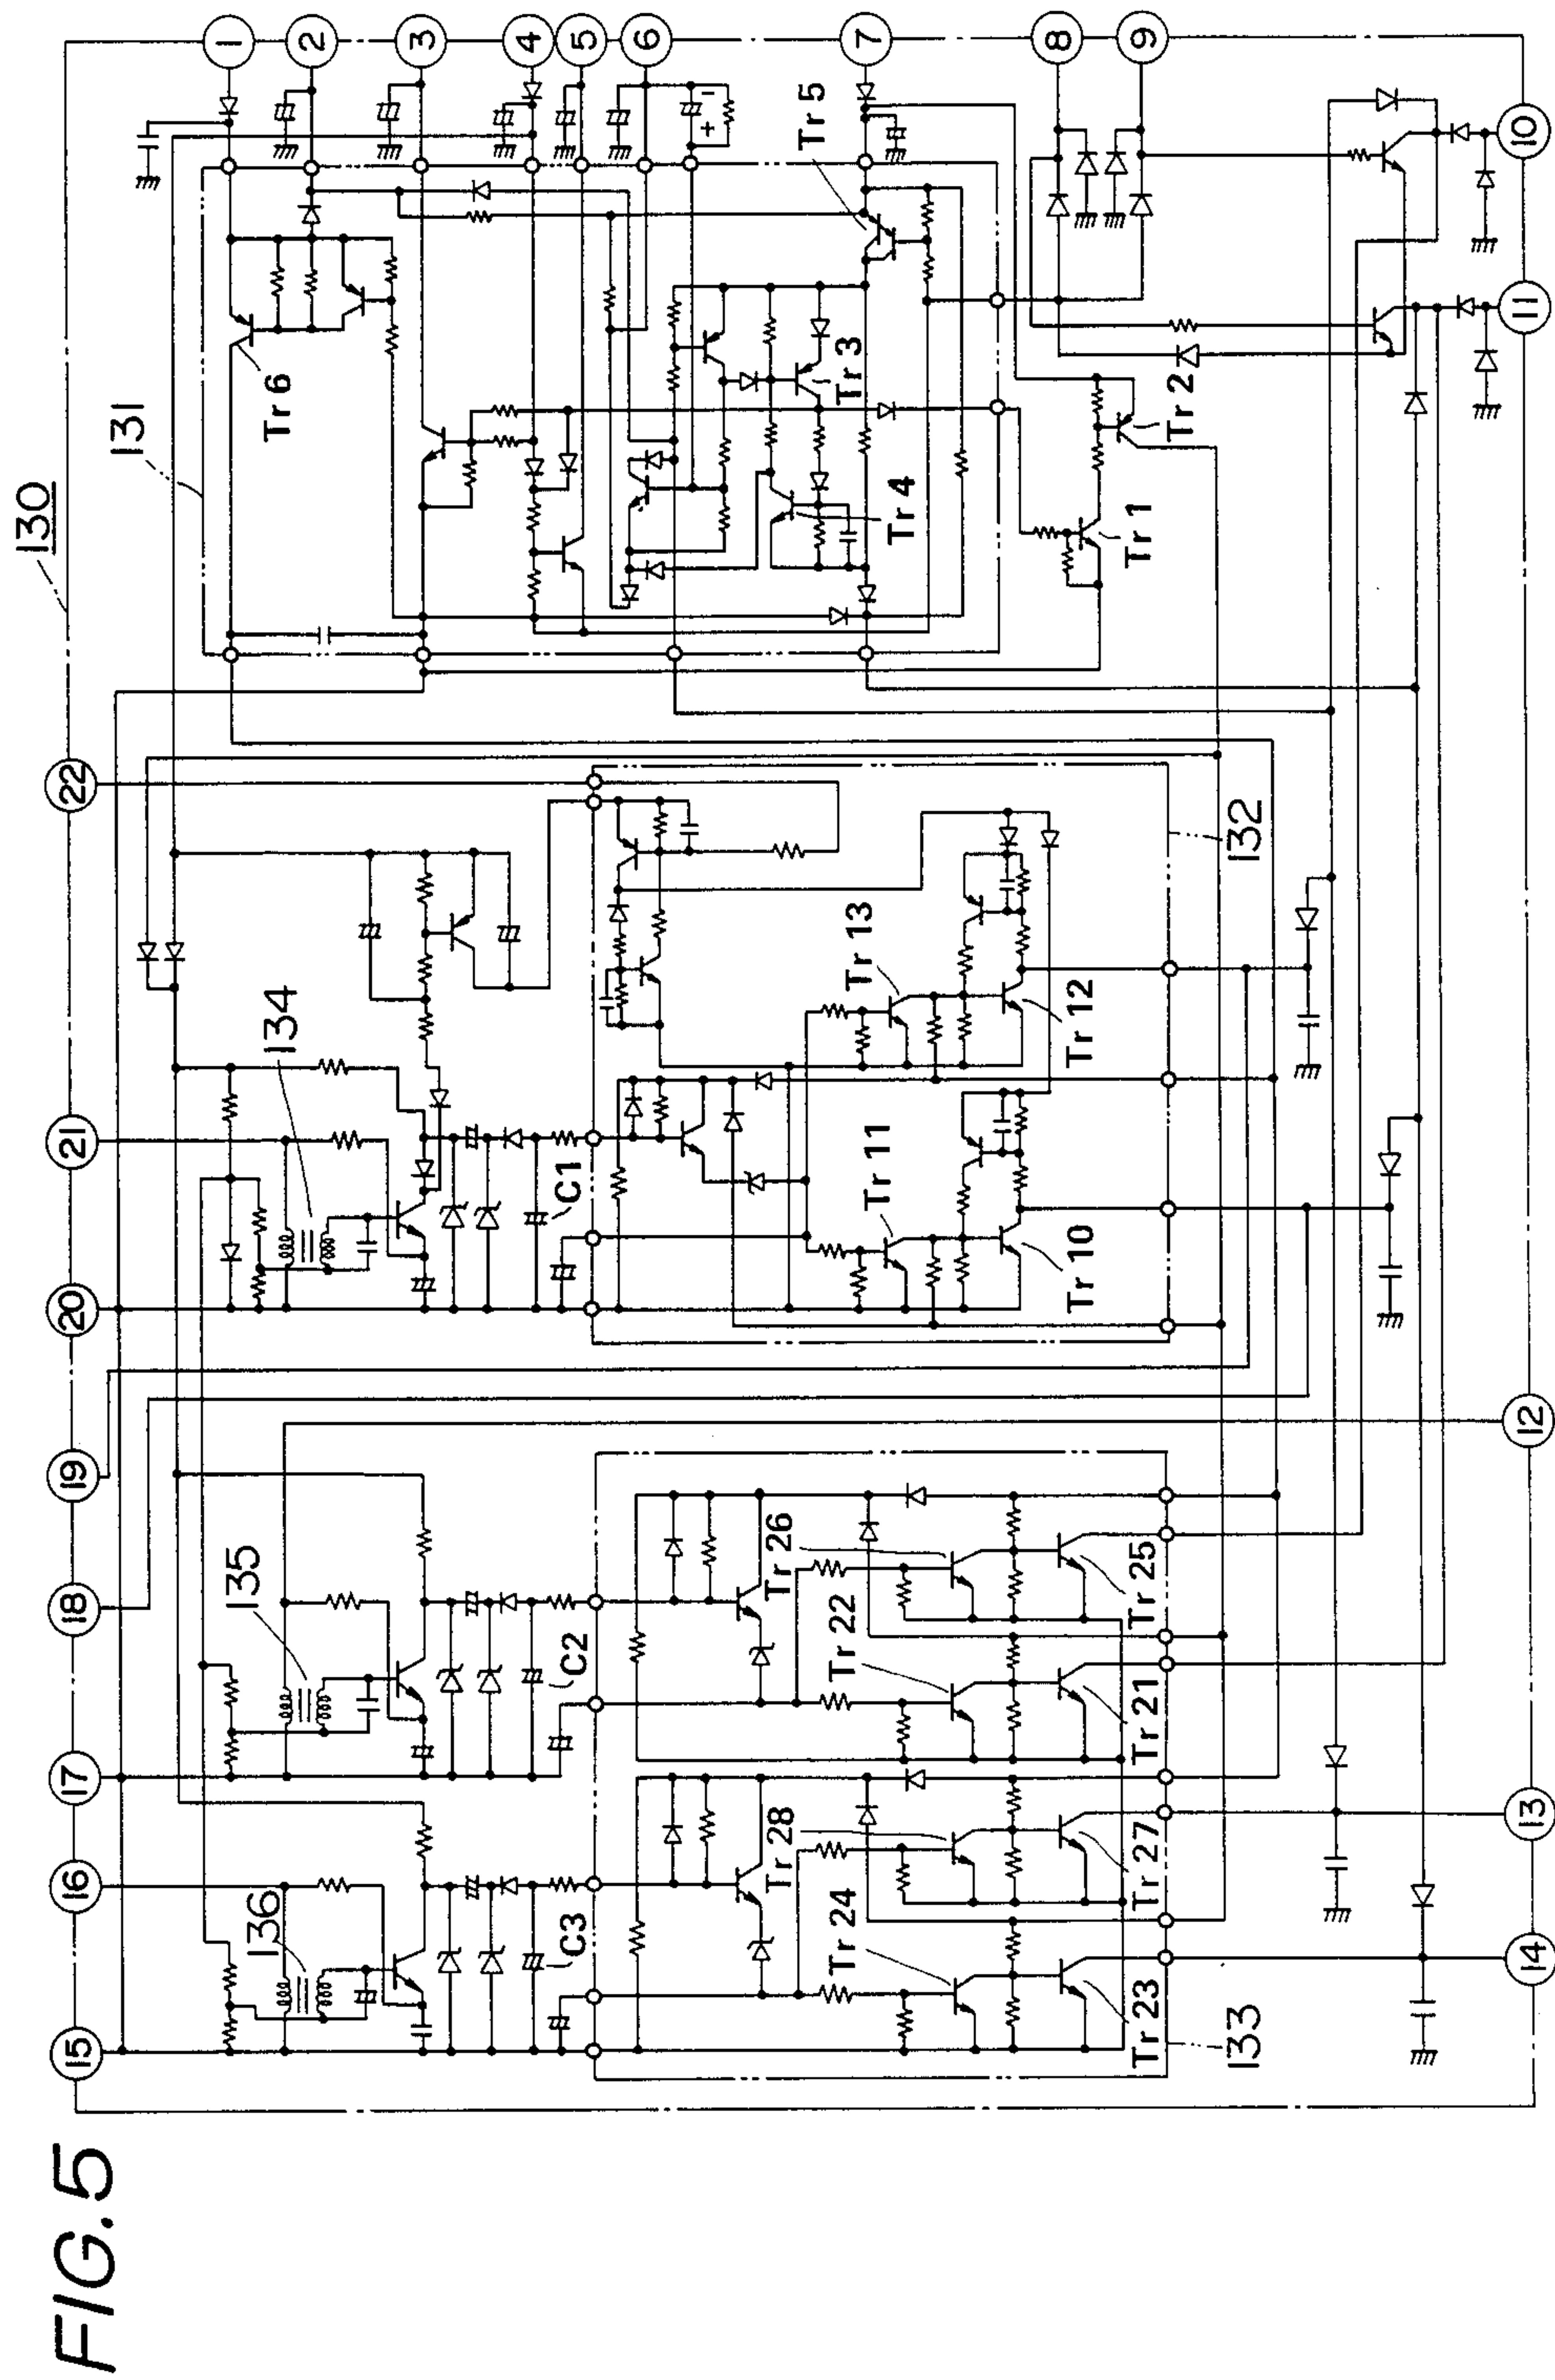 FIG. 5
130
131
1
2
3
4
5
6
7
8
9
10
11
12
13
14
15
16
17
18
19
20
21
22
Tr 6
Tr 5
Tr 3
Tr 4
Tr 2
Tr 1
+
−
132
134
C1
Tr 13
Tr 12
Tr 11
Tr 10
135
C2
Tr 26
Tr 25
Tr 22
Tr 21
136
C3
Tr 28
Tr 27
Tr 24
Tr 23
133